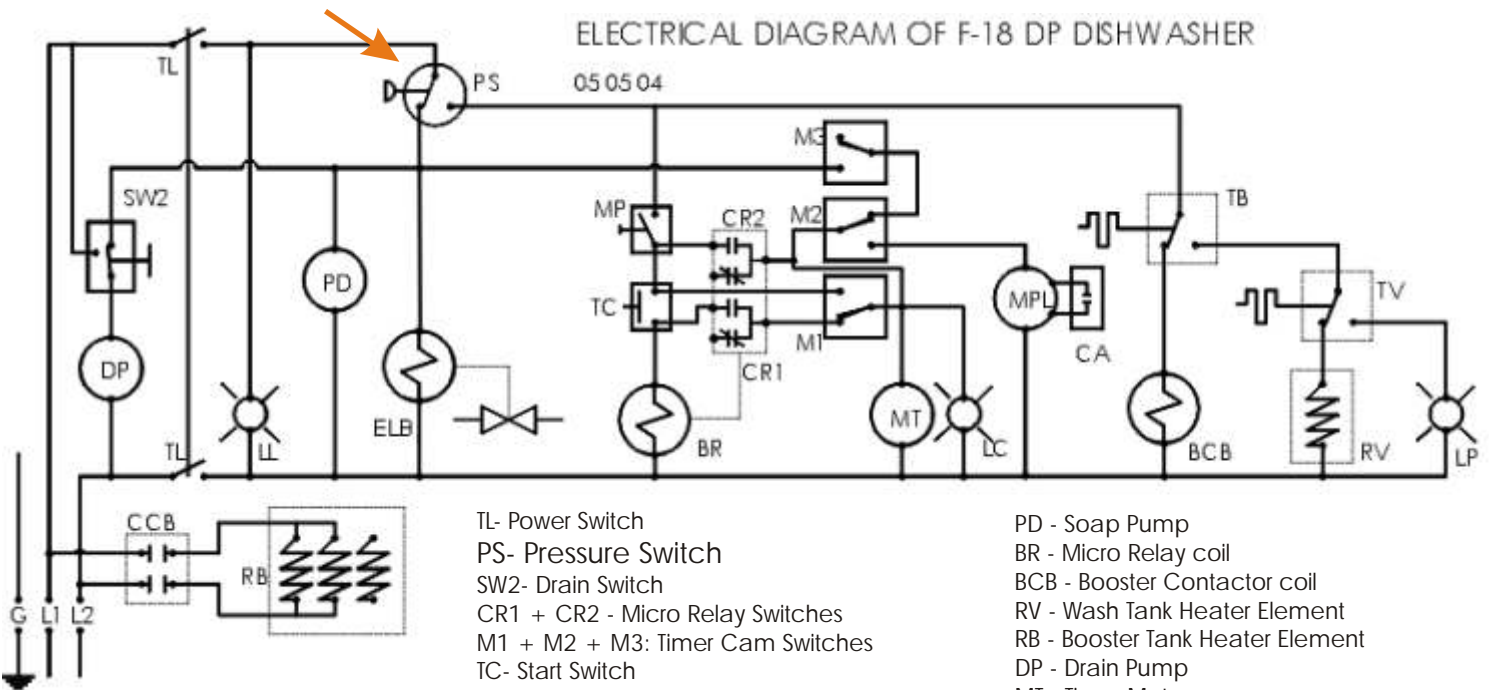 ELECTRICAL DIAGRAM OF F-18 DP DISHWASHER
TL
PS
05 05 04
M3
SW2
MP
CR2
M2
TB
PD
TC
MPL
TV
DP
M1
CA
CR1
ELB
MT
TL
LL
BR
LC
BCB
RV
LP
CCB
RB
G L1 L2
TL- Power Switch
PS- Pressure Switch
SW2- Drain Switch
CR1 + CR2 - Micro Relay Switches
M1 + M2 + M3: Timer Cam Switches
TC- Start Switch
PD - Soap Pump
BR - Micro Relay coil
BCB - Booster Contactor coil
RV - Wash Tank Heater Element
RB - Booster Tank Heater Element
DP - Drain Pump